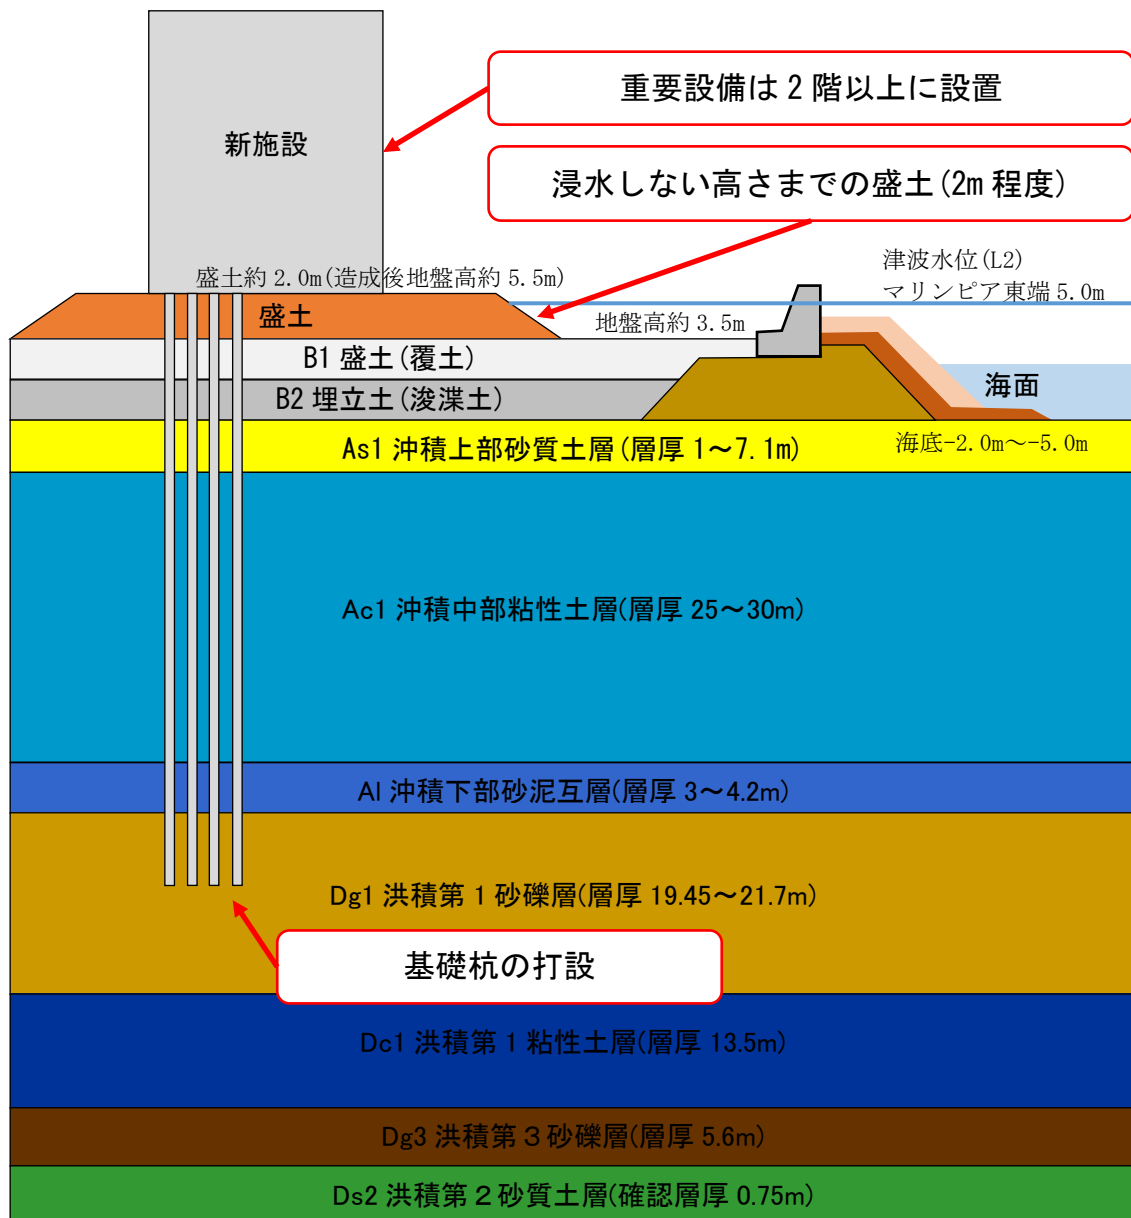 重要設備は2階以上に設置
新施設
浸水しない高さまでの盛土(2m 程度)
盛土約 2.0m(造成後地盤高約 5.5m)
津波水位(L2)
マリンピア東端 5.0m
盛土
地盤高約 3.5m
B1 盛土(覆土)
B2 埋立土(浚渫土)
海面
As1 沖積上部砂質土層(層厚 1～7.1m)
海底-2.0m～-5.0m
Ac1 沖積中部粘性土層(層厚 25～30m)
Al 沖積下部砂泥互層(層厚 3～4.2m)
Dg1 洪積第1砂礫層(層厚 19.45～21.7m)
基礎杭の打設
Dc1 洪積第1粘性土層(層厚 13.5m)
Dg3 洪積第３砂礫層(層厚 5.6m)
Ds2 洪積第２砂質土層(確認層厚 0.75m)